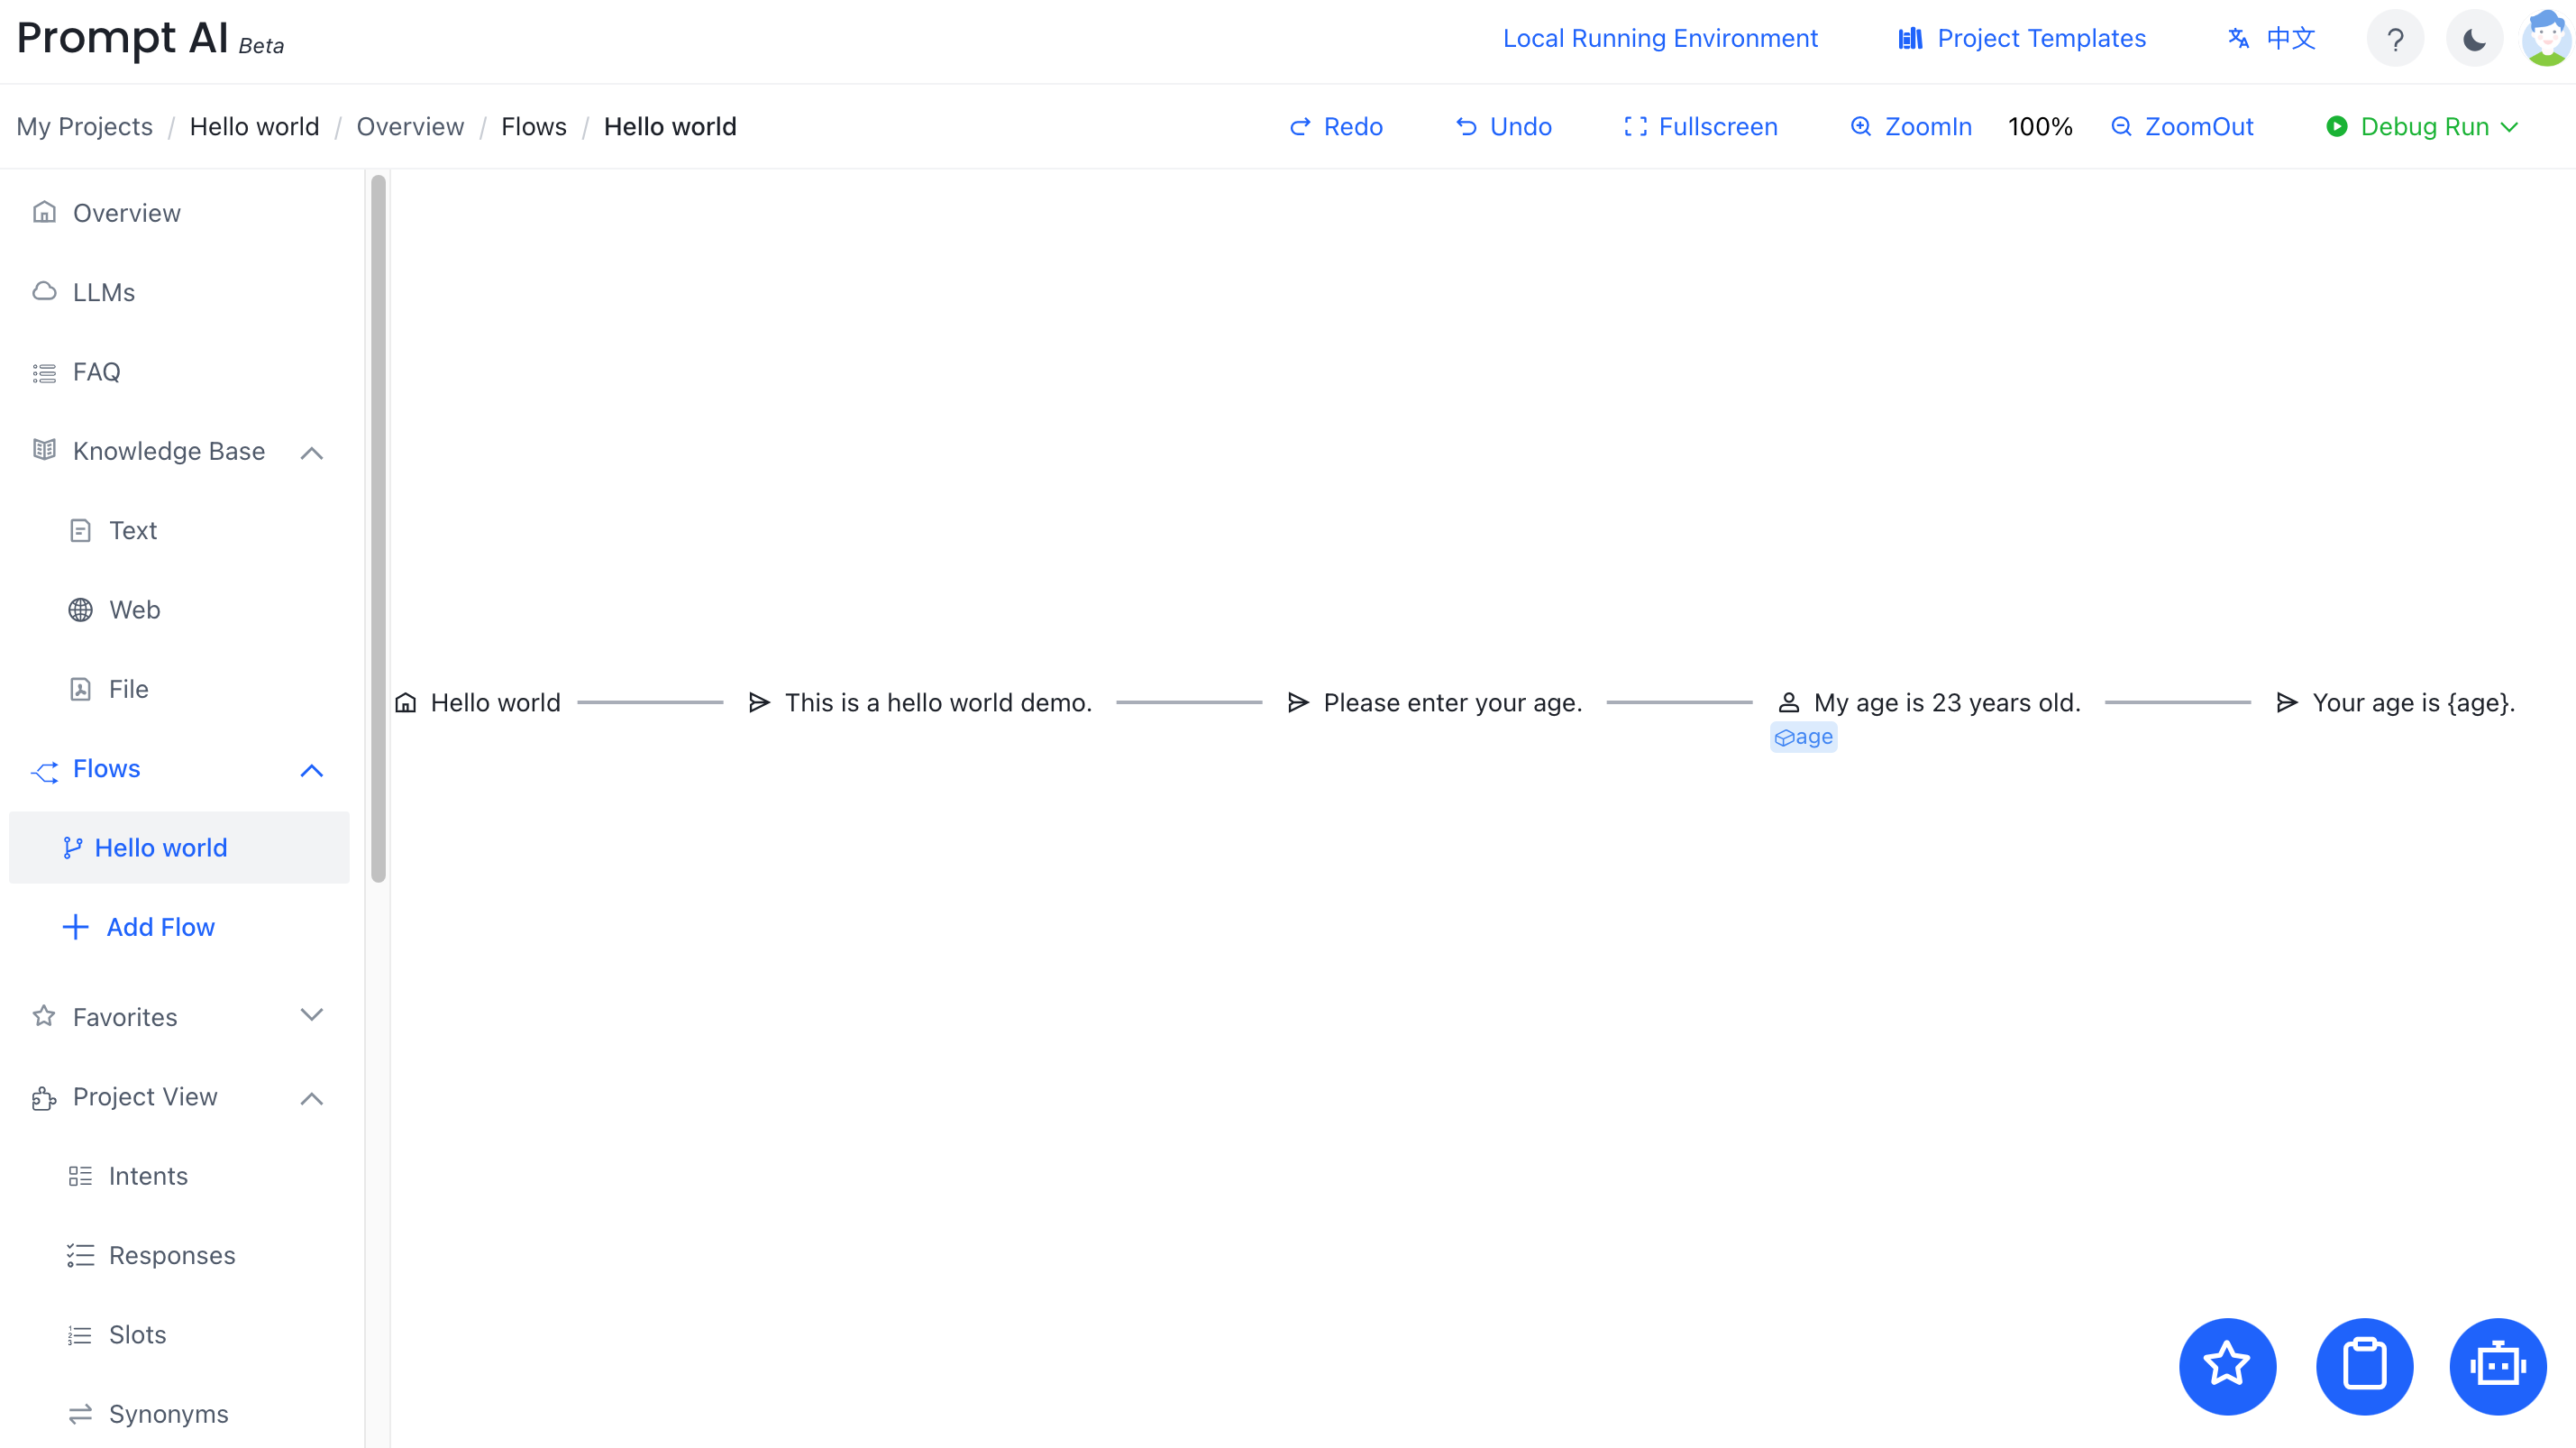 Prompt AI Beta
Local Running Environment
Project Templates
中文
?
My Projects / Hello world / Overview / Flows / Hello world
Redo
Undo
Fullscreen
ZoomIn
100%
ZoomOut
Debug Run
Overview
LLMs
FAQ
Knowledge Base
Text
Web
File
Flows
Hello world
Add Flow
Favorites
Project View
Intents
Responses
Slots
Synonyms
Hello world
This is a hello world demo.
Please enter your age.
My age is 23 years old.
age
Your age is {age}.